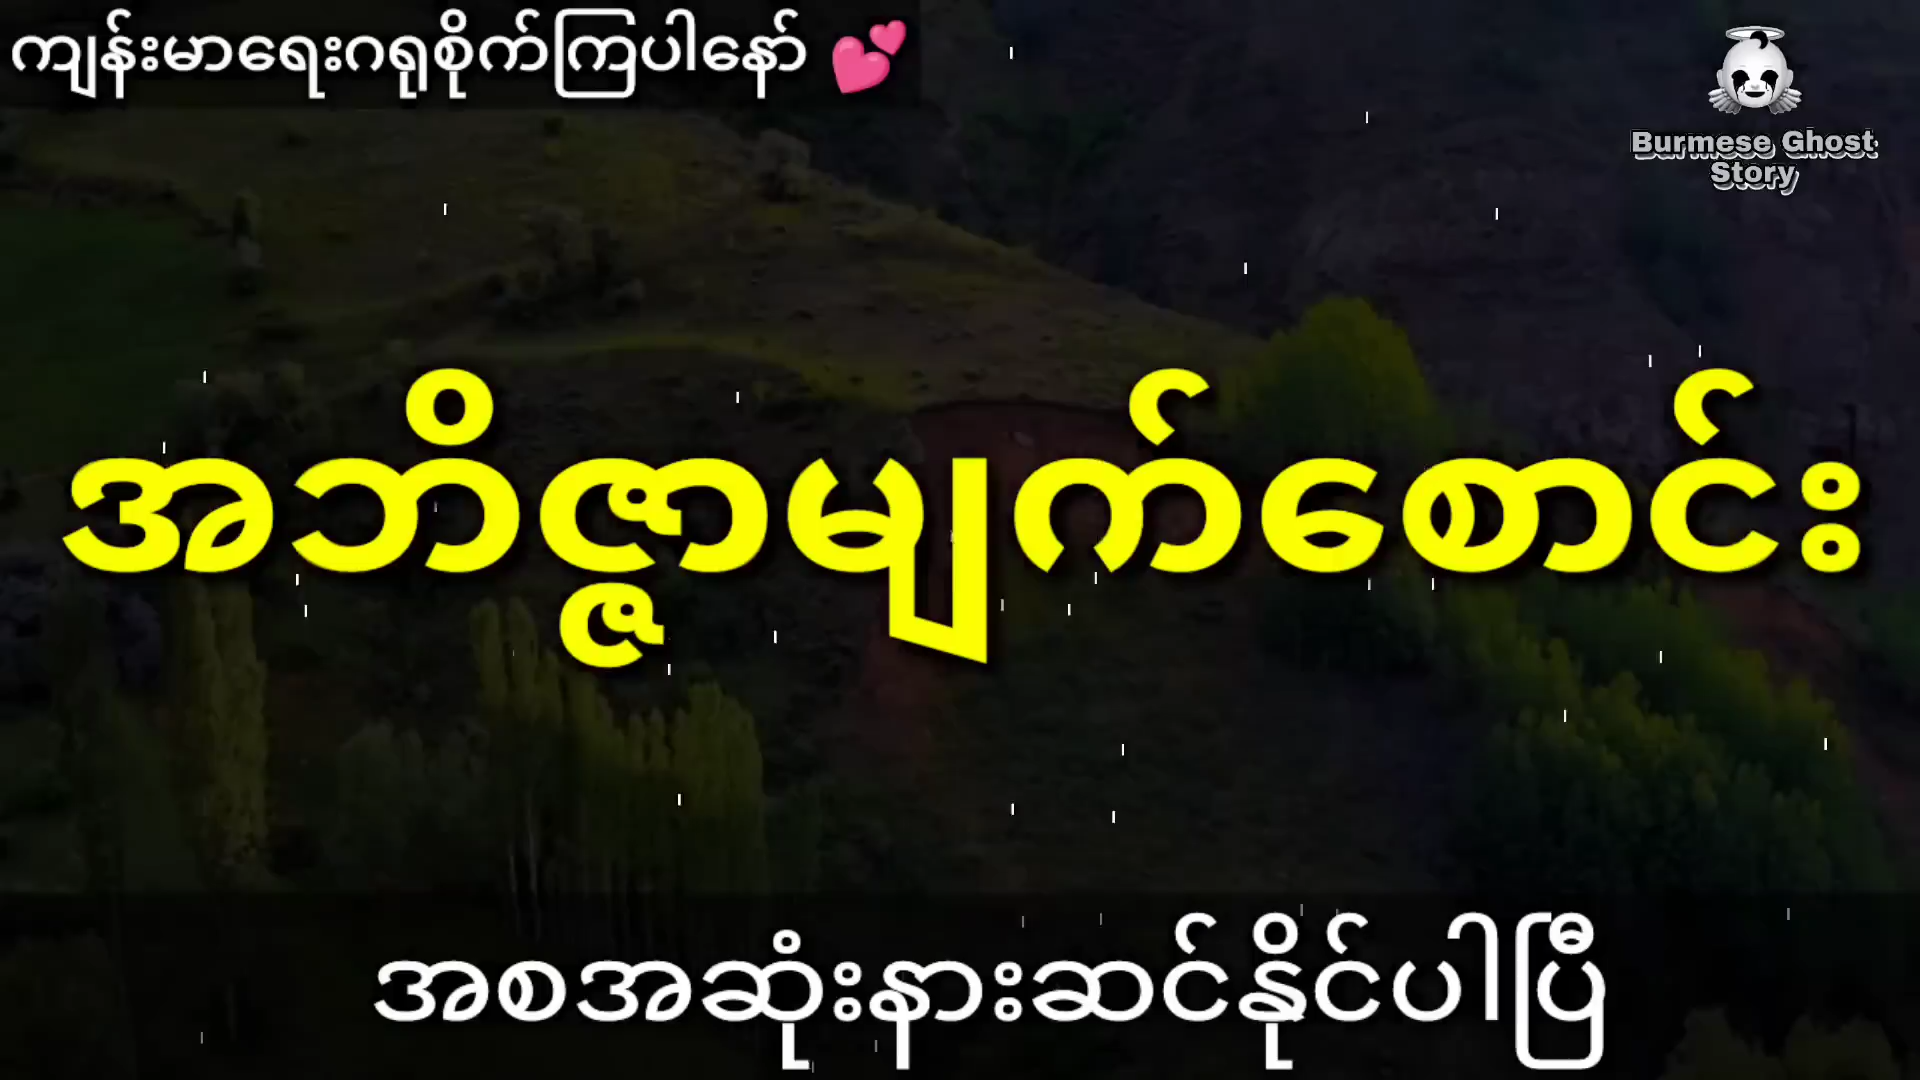 ကျန်းမာရေးဂရုစိုက်ကြပါနော် 💕
Burmese Ghost
Story
အဘိဇ္ဇာမျက်စောင်း
အစအဆုံးနားဆင်နိုင်ပါပြီ